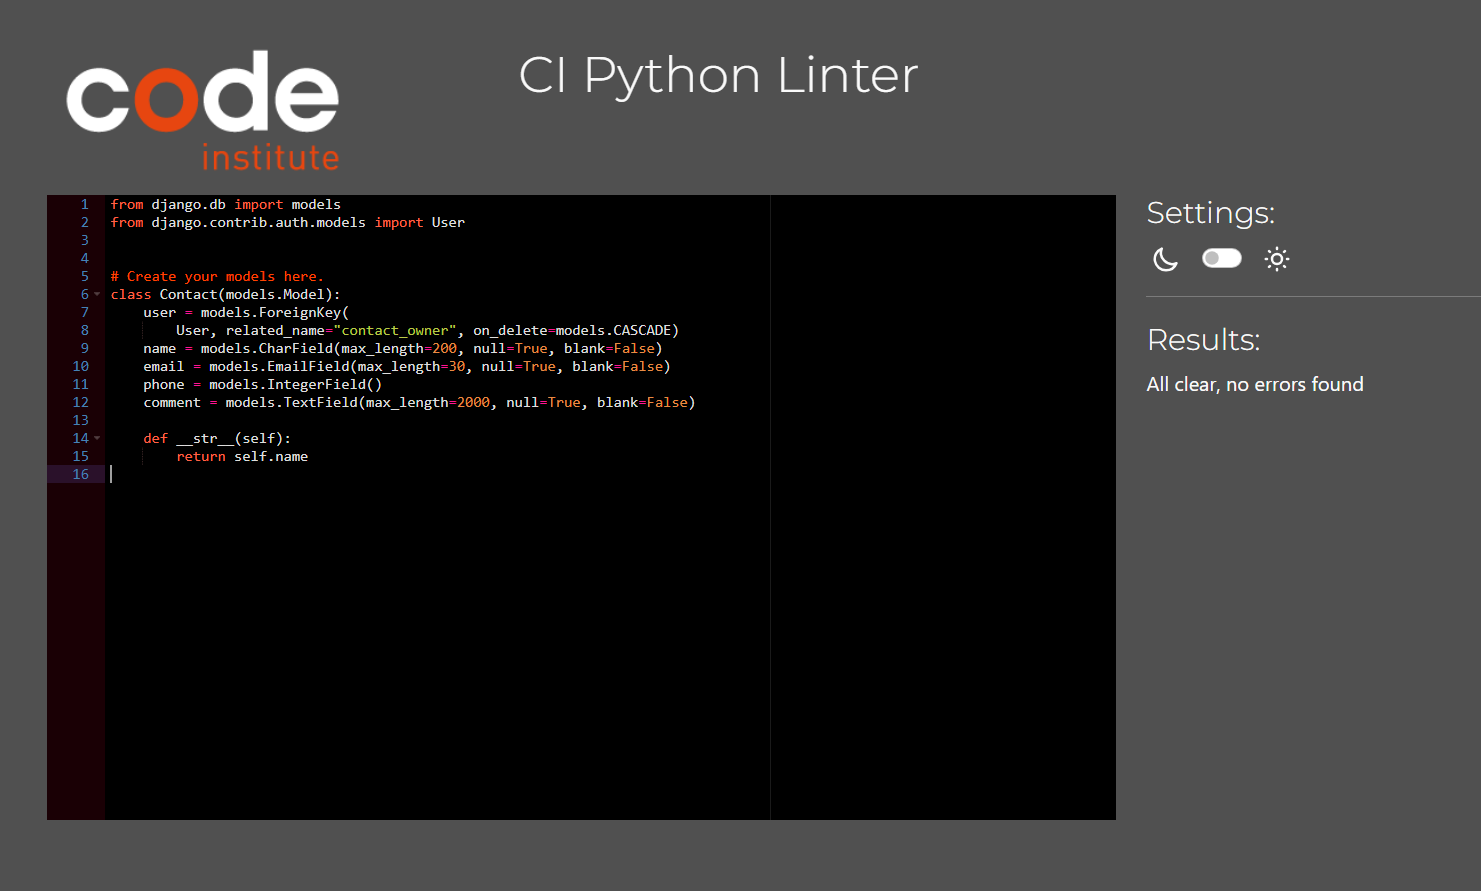 code
institute
CI Python Linter
1 from django.db import models
2 from django.contrib.auth.models import User
3
4
5 # Create your models here.
6 class Contact(models.Model):
7     user = models.ForeignKey(
8         User, related_name="contact_owner", on_delete=models.CASCADE)
9     name = models.CharField(max_length=200, null=True, blank=False)
10     email = models.EmailField(max_length=30, null=True, blank=False)
11     phone = models.IntegerField()
12     comment = models.TextField(max_length=2000, null=True, blank=False)
13
14     def __str__(self):
15         return self.name
16
Settings:
Results:
All clear, no errors found